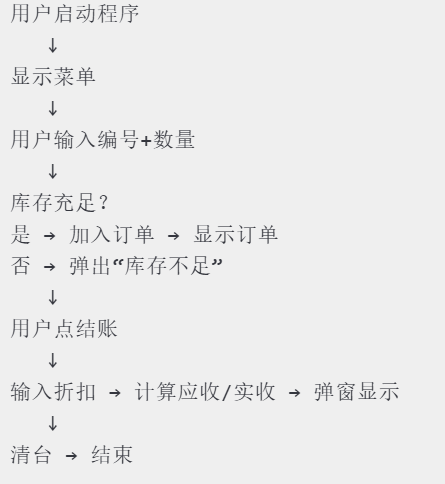 用户启动程序
↓
显示菜单
↓
用户输入编号+数量
↓
库存充足?
是 → 加入订单 → 显示订单
否 → 弹出“库存不足”
↓
用户点结账
↓
输入折扣 → 计算应收/实收 → 弹窗显示
↓
清台 → 结束